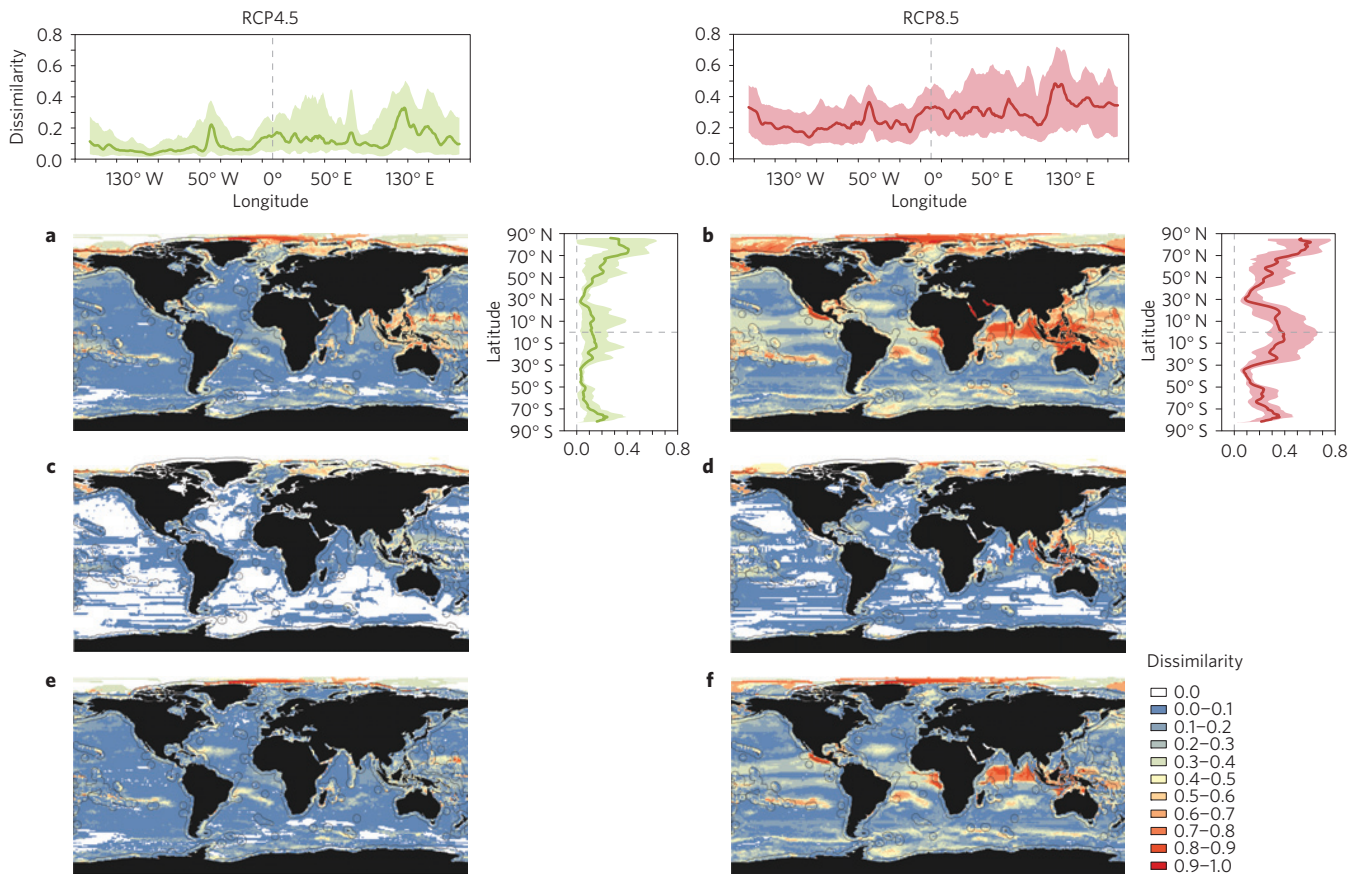 RCP4.5
0.8
0.6
0.4
0.2
0.0
Dissimilarity
130° W 50° W 0° 50° E 130° E
Longitude
RCP8.5
0.8
0.6
0.4
0.2
0.0
130° W 50° W 0° 50° E 130° E
Longitude
a
90° N
70° N
50° N
30° N
10° N
10° S
30° S
50° S
70° S
90° S
Latitude
0.0 0.4 0.8
b
90° N
70° N
50° N
30° N
10° N
10° S
30° S
50° S
70° S
90° S
Latitude
0.0 0.4 0.8
c
d
e
f
Dissimilarity
0.0
0.0–0.1
0.1–0.2
0.2–0.3
0.3–0.4
0.4–0.5
0.5–0.6
0.6–0.7
0.7–0.8
0.8–0.9
0.9–1.0